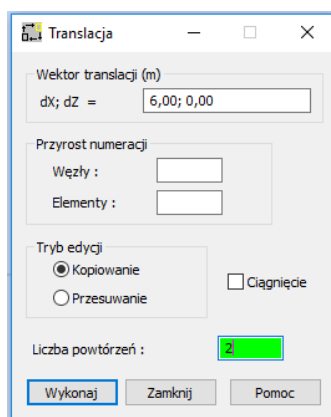 Translacja
Wektor translacji (m)
dX; dZ = 6,00; 0,00
Przyrost numeracji
Węzły :
Elementy :
Tryb edycji
Kopiowanie
Przesuwanie
Ciągnięcie
Liczba powtórzeń : 2
Wykonaj Zamknij Pomoc